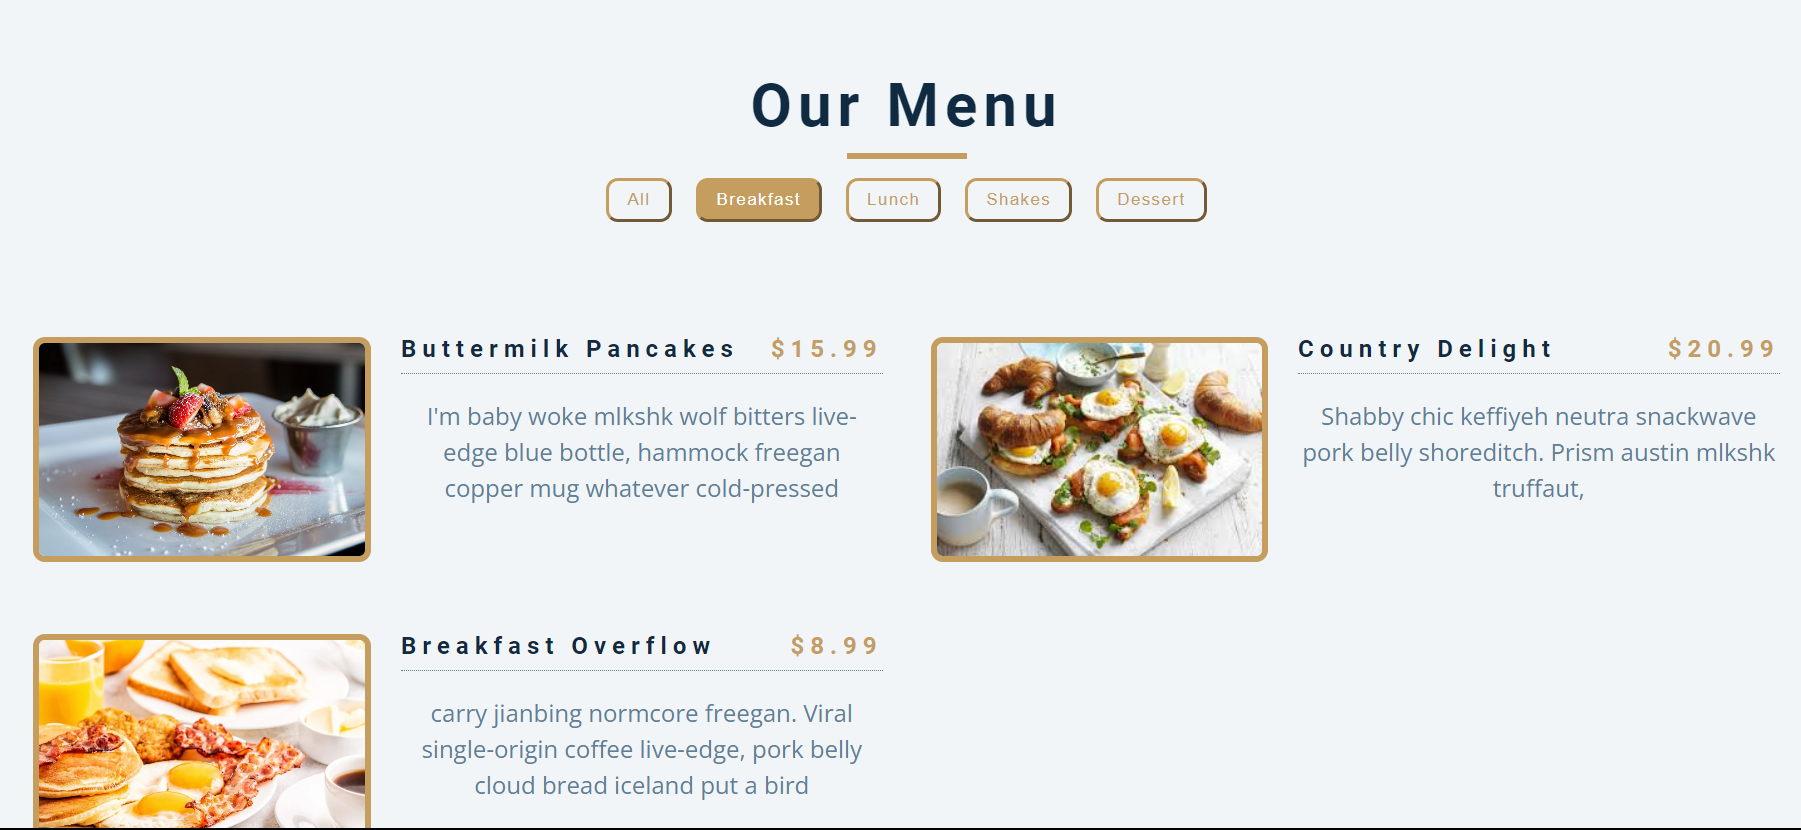 Our Menu
All
Breakfast
Lunch
Shakes
Dessert
Buttermilk Pancakes $15.99
I'm baby woke mlkshk wolf bitters live-
edge blue bottle, hammock freegan
copper mug whatever cold-pressed
Country Delight $20.99
Shabby chic keffiyeh neutra snackwave
pork belly shoreditch. Prism austin mlkshk
truffaut,
Breakfast Overflow $8.99
carry jianbing normcore freegan. Viral
single-origin coffee live-edge, pork belly
cloud bread iceland put a bird